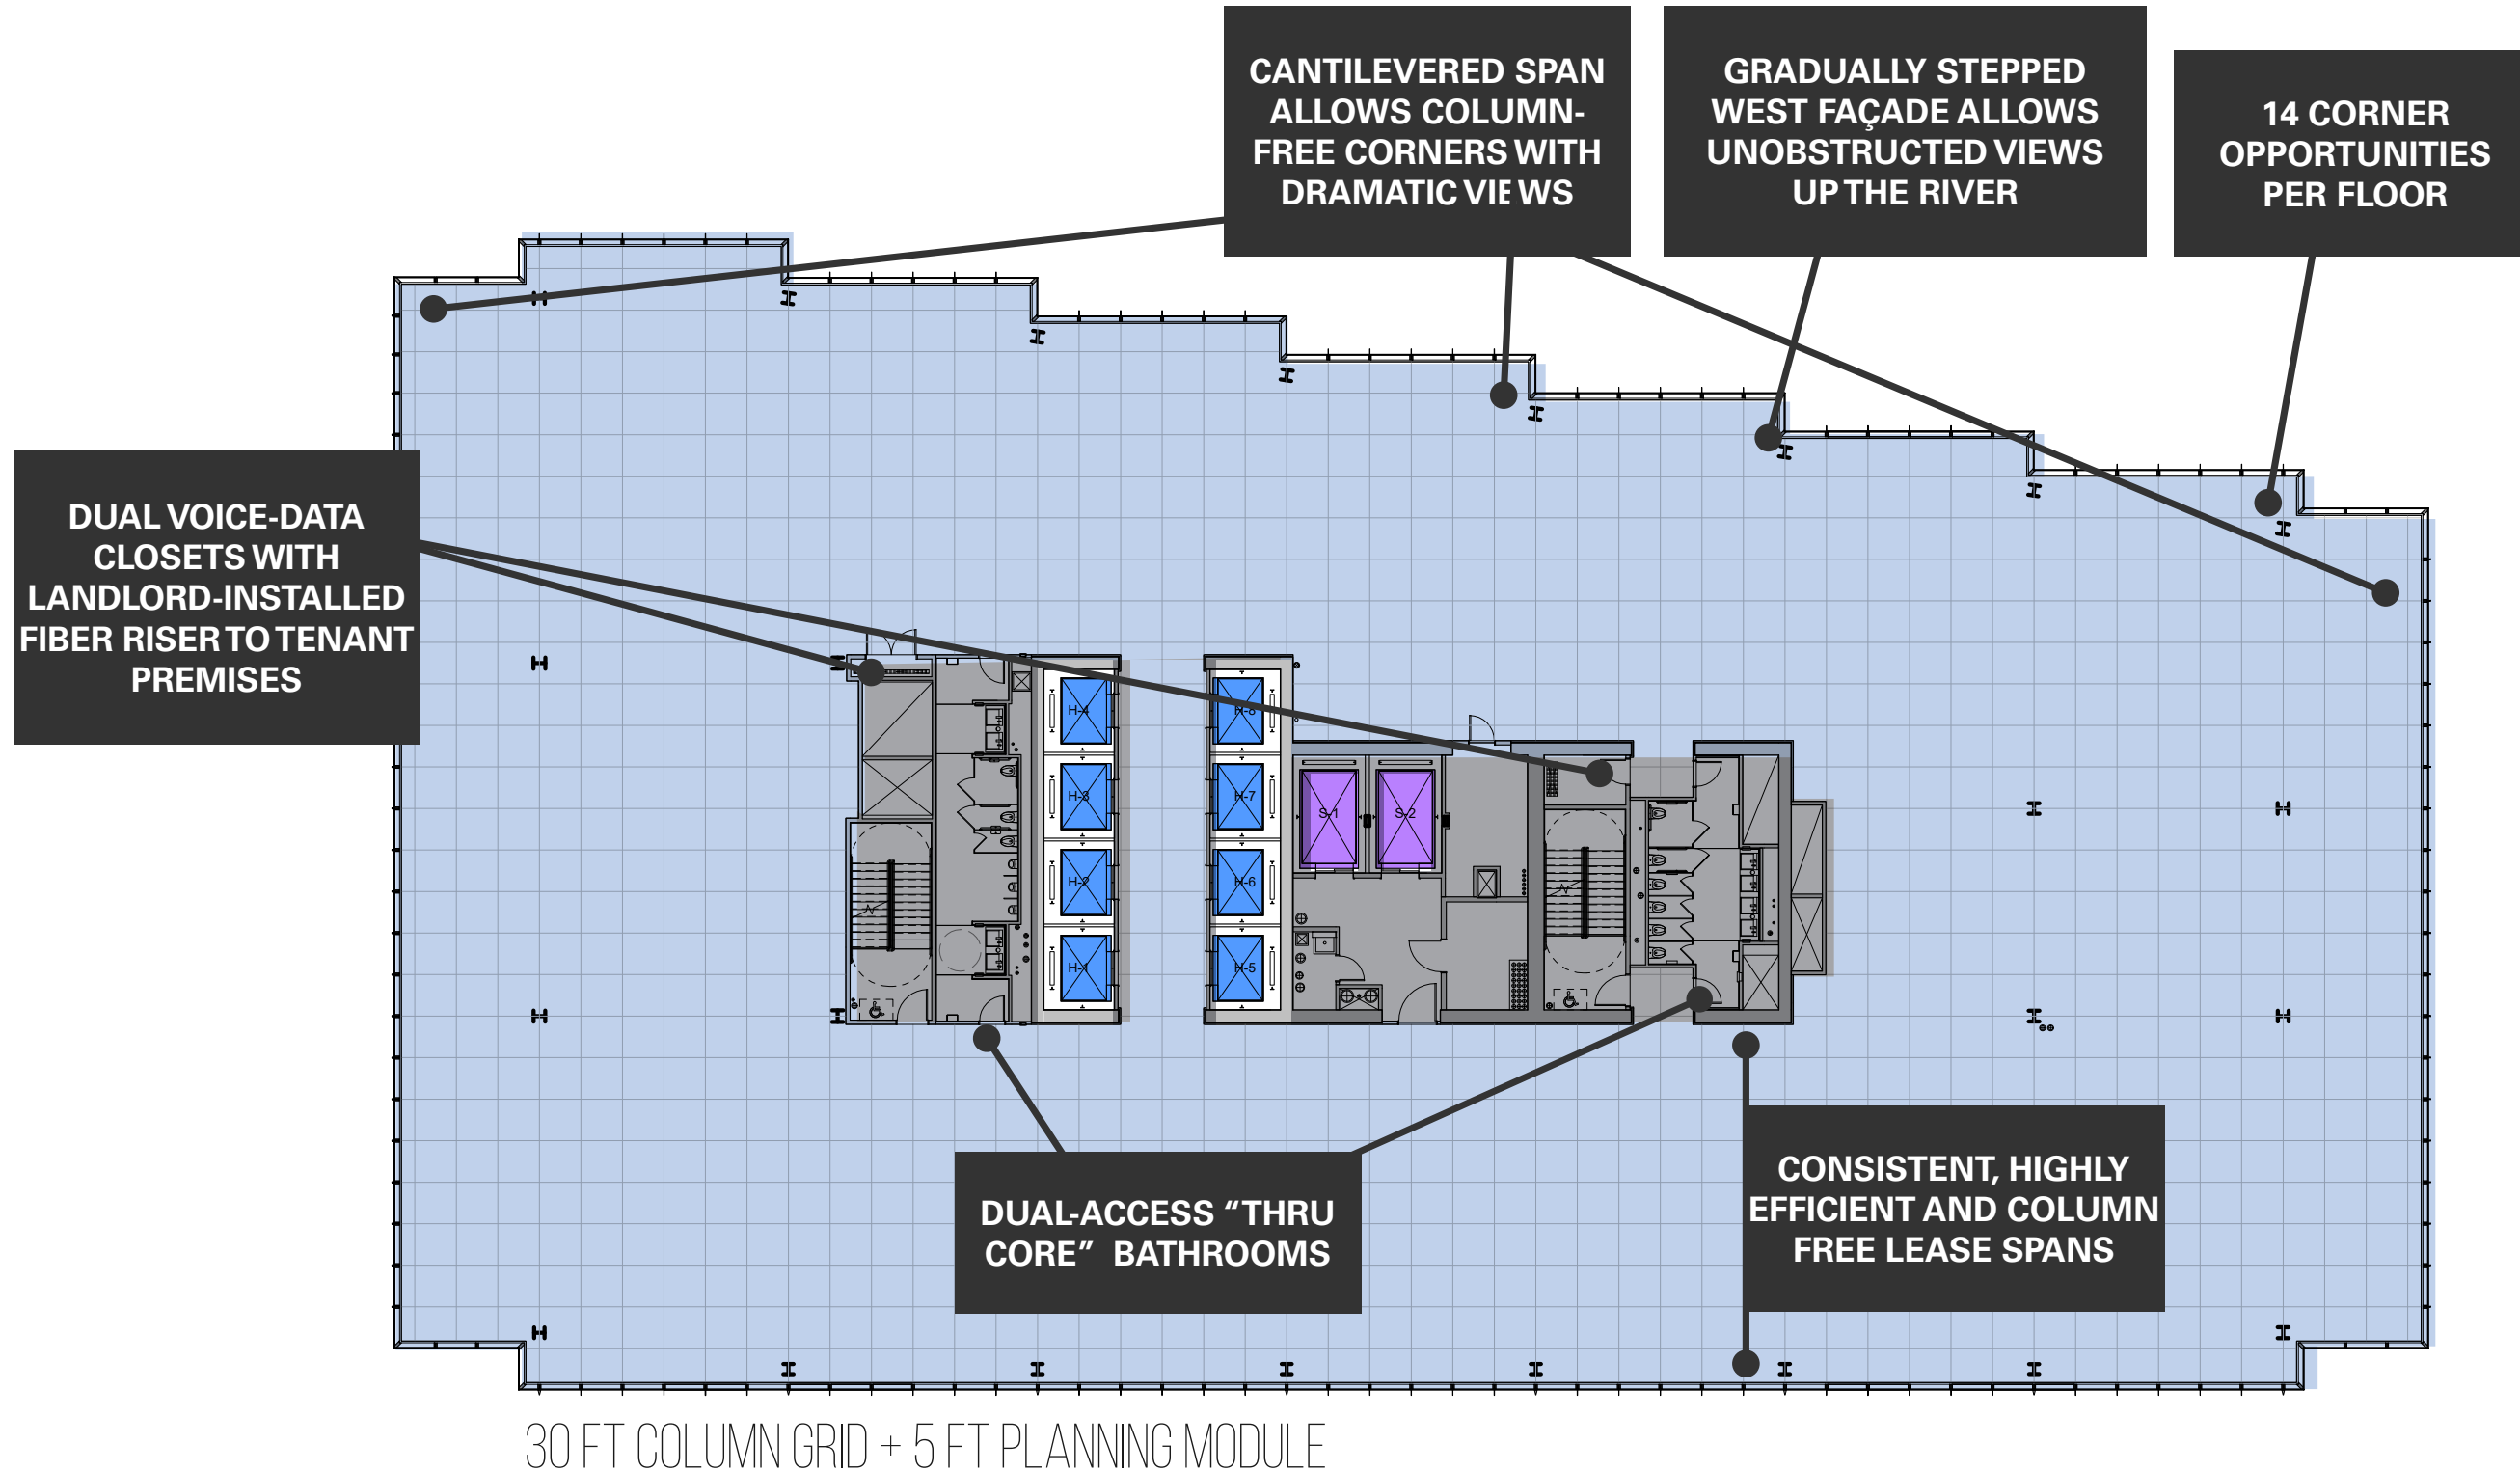 CANTILEVERED SPAN
ALLOWS COLUMN-
FREE CORNERS WITH
DRAMATIC VIEWS
GRADUALLY STEPPED
WEST FAÇADE ALLOWS
UNOBSTRUCTED VIEWS
UP THE RIVER
14 CORNER
OPPORTUNITIES
PER FLOOR
DUAL VOICE-DATA
CLOSETS WITH
LANDLORD-INSTALLED
FIBER RISER TO TENANT
PREMISES
H-4
H-8
H-3
H-7
S-1
S-2
H-2
H-6
H-1
H-5
DUAL-ACCESS “THRU
CORE” BATHROOMS
CONSISTENT, HIGHLY
EFFICIENT AND COLUMN
FREE LEASE SPANS
30 FT COLUMN GRID + 5 FT PLANNING MODULE